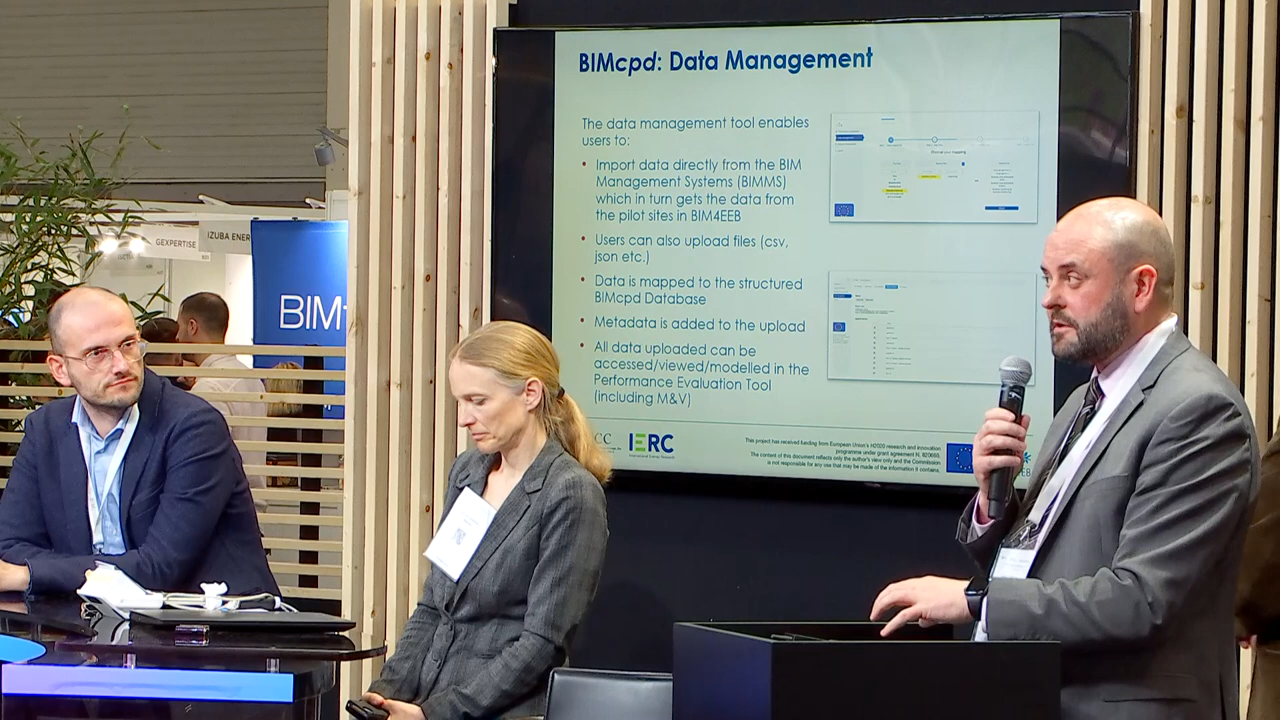 BIMcpd: Data Management
The data management tool enables
users to:
• Import data directly from the BIM
Management Systems (BIMMS)
which in turn gets the data from
the pilot sites in BIM4EEB
• Users can also upload files (csv,
json etc.)
• Data is mapped to the structured
BIMcpd Database
• Metadata is added to the upload
• All data uploaded can be
accessed/viewed/modelled in the
Performance Evaluation Tool
(including M&V)
CC
IERC
This project has received funding from European Union's H2020 research and innovation
programme under grant agreement N. 820660.
The content of this document reflects only the author's view only and the Commission
is not responsible for any use that may be made of the information it contains.
EB
GEXPERTISE
IZUBA ENER
BIM